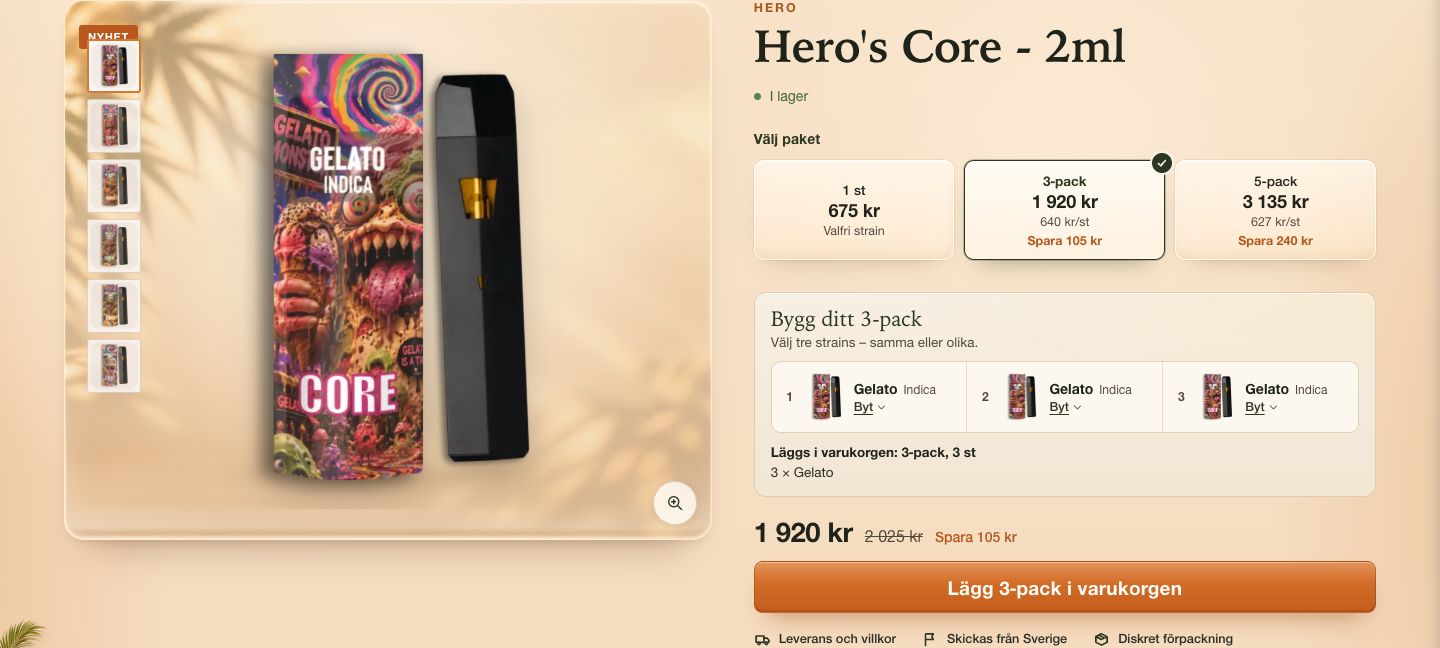 NYHET
GELATO
MONS
GELATO
INDICA
CORE
HERO
Hero's Core - 2ml
I lager
Välj paket
1 st
675 kr
Valfri strain
3-pack
1 920 kr
640 kr/st
Spara 105 kr
5-pack
3 135 kr
627 kr/st
Spara 240 kr
Bygg ditt 3-pack
Välj tre strains – samma eller olika.
1
Gelato Indica
Byt
2
Gelato Indica
Byt
3
Gelato Indica
Byt
Läggs i varukorgen: 3-pack, 3 st
3 × Gelato
1 920 kr 2 025 kr Spara 105 kr
Lägg 3-pack i varukorgen
Leverans och villkor Skickas från Sverige Diskret förpackning